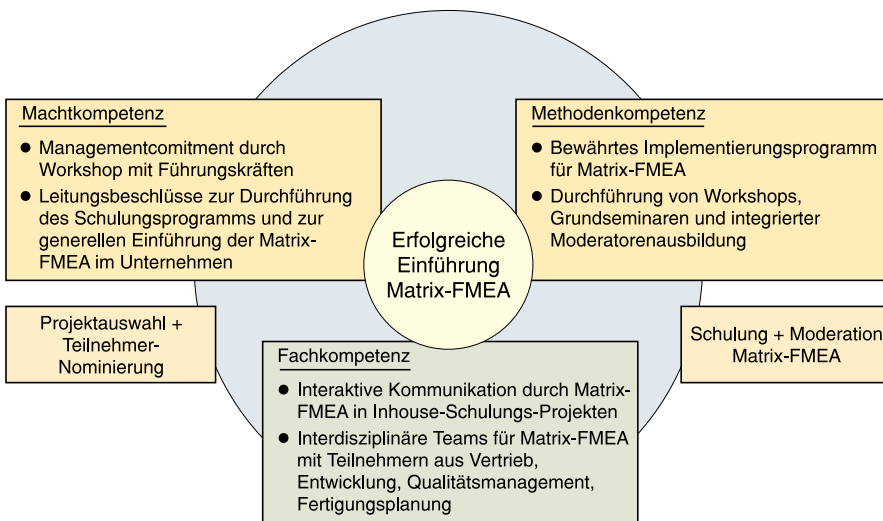 Machtkompetenz
● Managementcomitment durch
Workshop mit Führungskräften
● Leitungsbeschlüsse zur Durchführung
des Schulungsprogramms und zur
generellen Einführung der Matrix-
FMEA im Unternehmen
Methodenkompetenz
● Bewährtes Implementierungsprogramm
für Matrix-FMEA
● Durchführung von Workshops,
Grundseminaren und integrierter
Moderatorenausbildung
Erfolgreiche
Einführung
Matrix-FMEA
Projektauswahl +
Teilnehmer-
Nominierung
Schulung + Moderation
Matrix-FMEA
Fachkompetenz
● Interaktive Kommunikation durch Matrix-
FMEA in Inhouse-Schulungs-Projekten
● Interdisziplinäre Teams für Matrix-FMEA
mit Teilnehmern aus Vertrieb,
Entwicklung, Qualitätsmanagement,
Fertigungsplanung